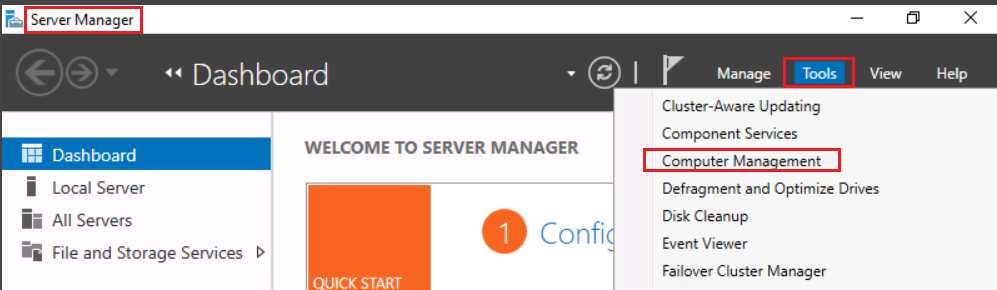 Server Manager
Dashboard
Manage Tools View Help
Dashboard
Local Server
All Servers
File and Storage Services
WELCOME TO SERVER MANAGER
1 Config
QUICK START
Cluster-Aware Updating
Component Services
Computer Management
Defragment and Optimize Drives
Disk Cleanup
Event Viewer
Failover Cluster Manager